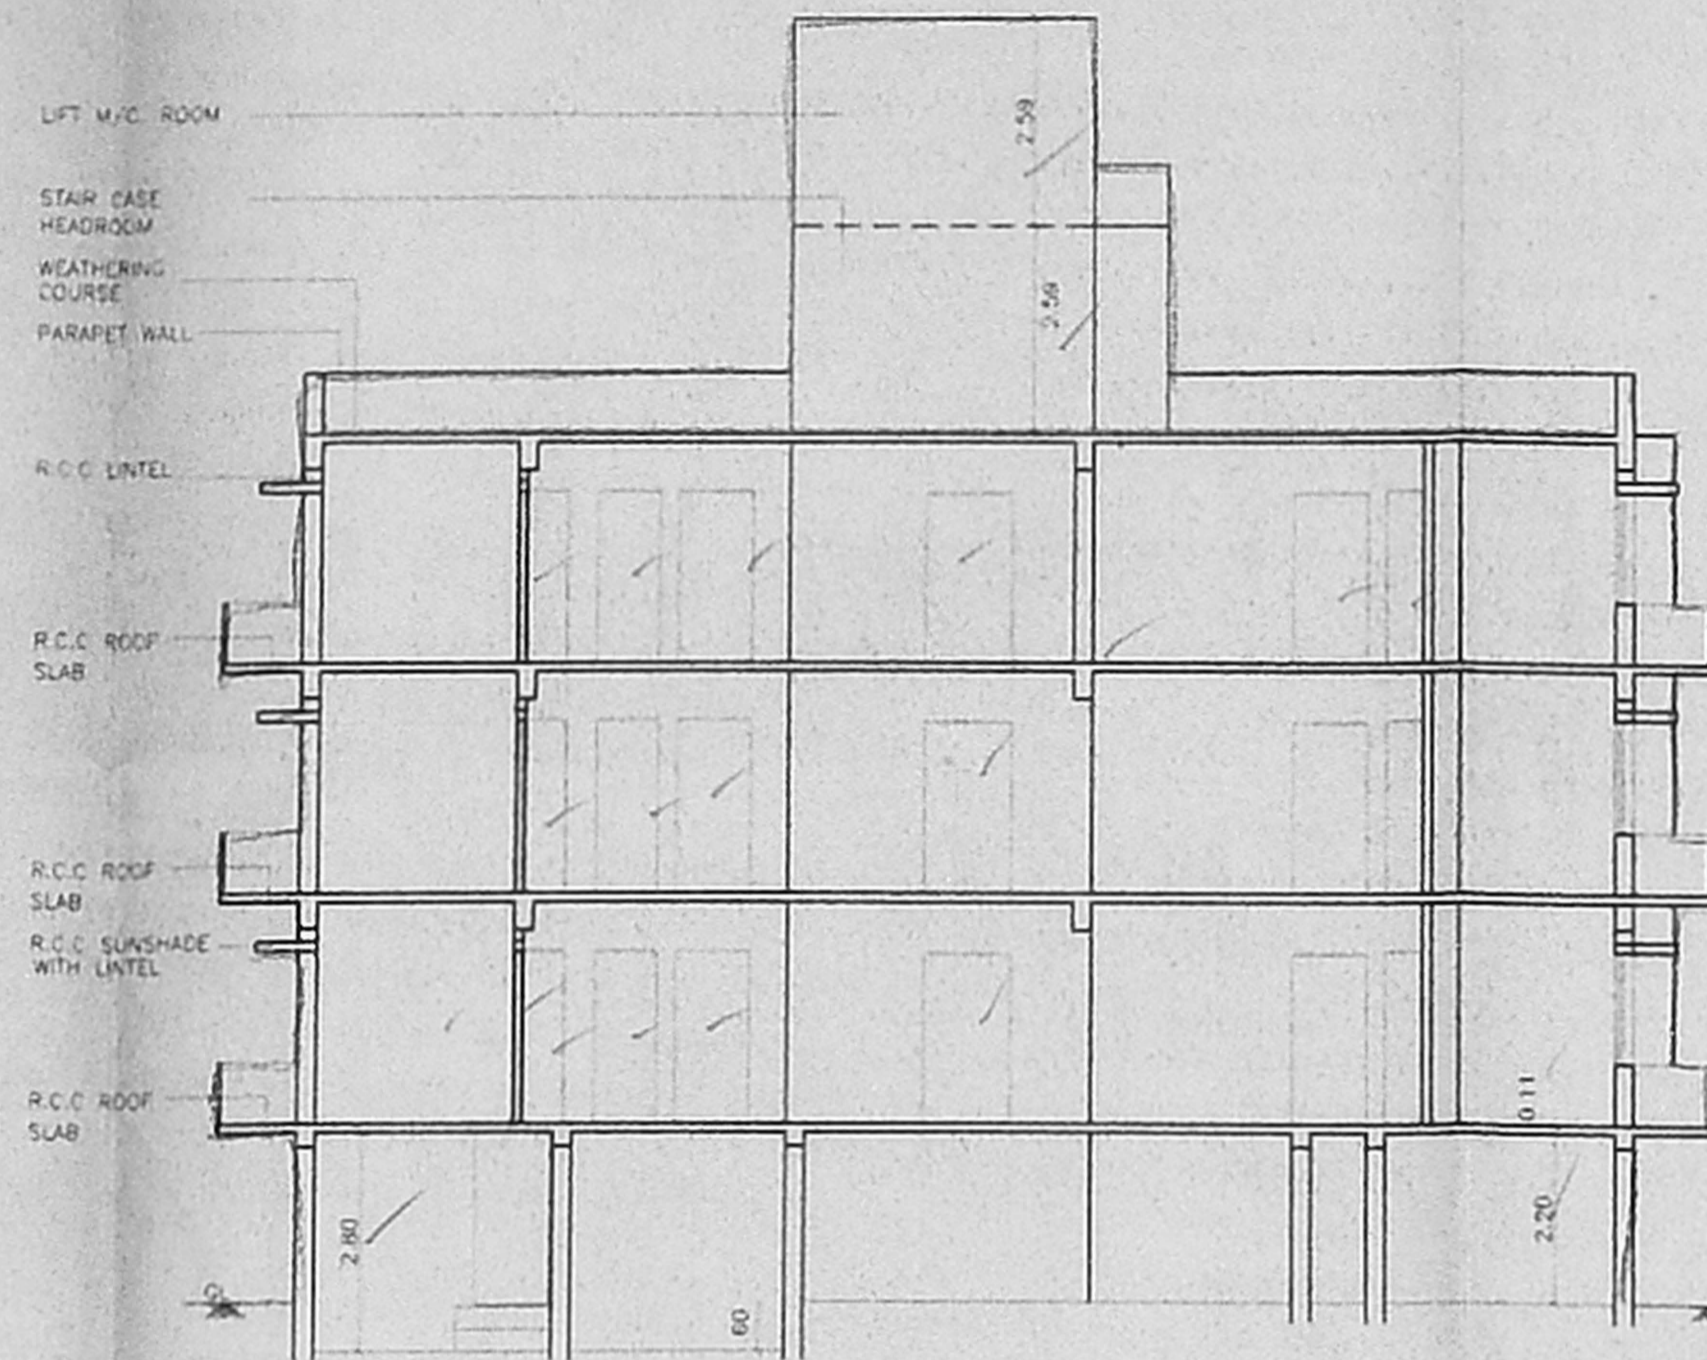 LIFT M/C. ROOM
2.59
STAIR CASE
HEADROOM
WEATHERING
COURSE
2.59
PARAPET WALL
R.C.C LINTEL
R.C.C ROOF
SLAB
R.C.C ROOF
SLAB
R.C.C SUNSHADE
WITH LINTEL
R.C.C ROOF
SLAB
0.11
2.80
2.20
60